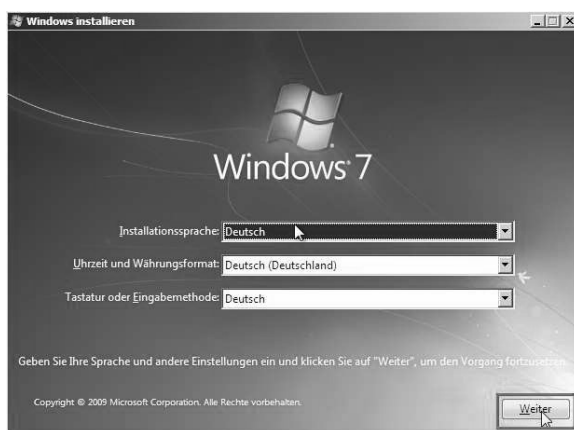 Windows installieren
Windows 7
Installationssprache: Deutsch
Uhrzeit und Währungsformat: Deutsch (Deutschland)
Tastatur oder Eingabemethode: Deutsch
Geben Sie Ihre Sprache und andere Einstellungen ein und klicken Sie auf "Weiter", um den Vorgang fortzusetzen.
Copyright © 2009 Microsoft Corporation. Alle Rechte vorbehalten.
Weiter